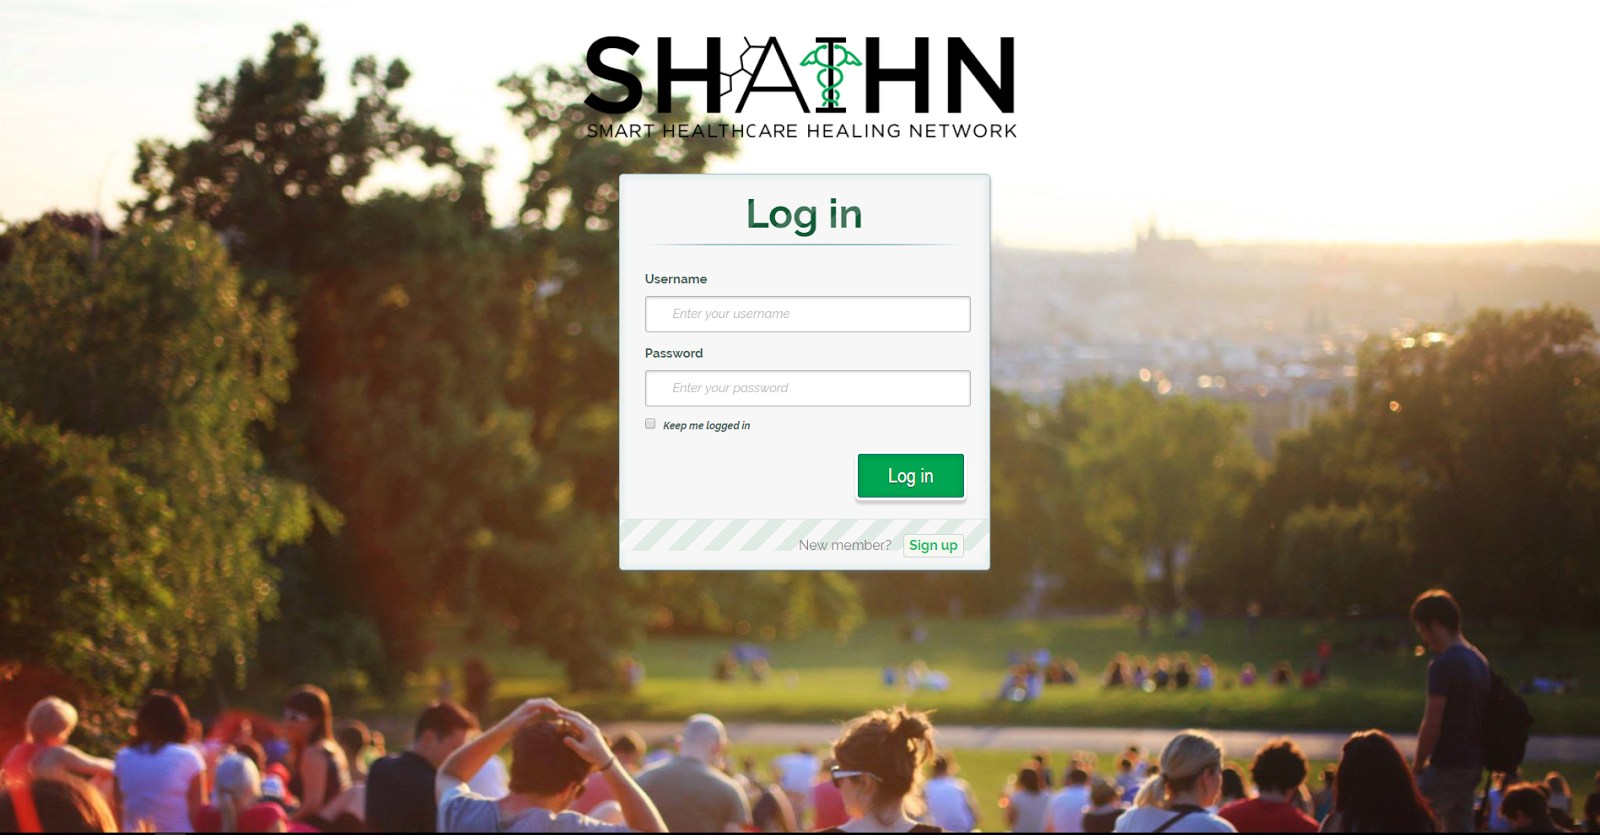 SHAIHN
SMART HEALTHCARE HEALING NETWORK
Log in
Username
Enter your username
Password
Enter your password
Keep me logged in
Log in
New member? Sign up